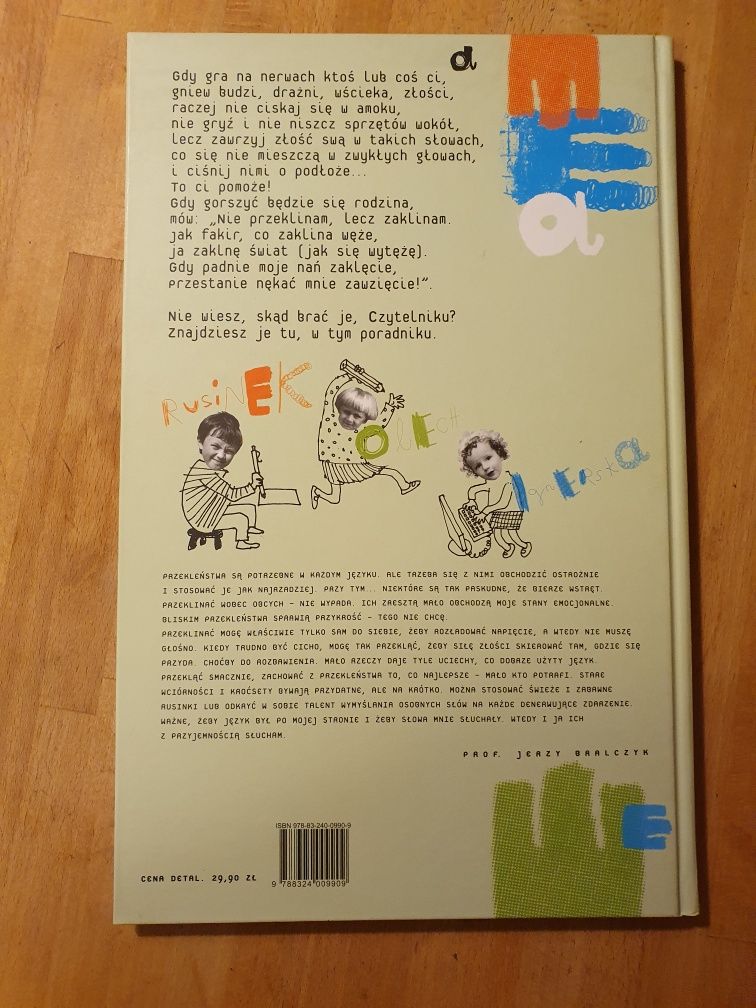 a
Gdy gra na nerwach ktoś lub coś ci,
gniew budzi, drażni, wścieka, złości,
raczej nie ciskaj się w amoku,
nie gryź i nie niszcz sprzętów wokół,
lecz zawrzyj złość swą w takich słowach,
co się nie mieszczą w zwykłych głowach,
i ciśnij nimi o podłoże...
To ci pomoże!
Gdy gorszyć będzie się rodzina,
mów: „Nie przeklinam, lecz zaklinam.
jak fakir, co zaklina węże,
ja zaklnę świat (jak się wytężę).
Gdy padnie moje nań zaklęcie,
przestanie nękać mnie zawzięcie!”.
Nie wiesz, skąd brać je, Czytelniku?
Znajdziesz je tu, w tym poradniku.
E
E
a
RUSINEK
OLECH
IgnERska
PRZEKLEŃSTWA SĄ POTRZEBNE W KAŻDYM JĘZYKU. ALE TRZEBA SIĘ Z NIMI OBCHODZIĆ OSTROŻNIE
I STOSOWAĆ JE JAK NAJRZADZIEJ. PRZY TYM... NIEKTÓRE SĄ TAK PASKUDNE, ŻE BIERZE WSTRĘT.
PRZEKLINAĆ WOBEC OBCYCH – NIE WYPADA. ICH ZRESZTĄ MAŁO OBCHODZĄ MOJE STANY EMOCJONALNE.
BLISKIM PRZEKLEŃSTWA SPRAWIĄ PRZYKROŚĆ – TEGO NIE CHCĘ.
PRZEKLINAĆ MOGĘ WŁAŚCIWIE TYLKO SAM DO SIEBIE, ŻEBY ROZŁADOWAĆ NAPIĘCIE, A WTEDY NIE MUSZĘ
GŁOŚNO. KIEDY TRUDNO BYĆ CICHO, MOGĘ TAK PRZEKLĄĆ, ŻEBY SIŁĘ ZŁOŚCI SKIEROWAĆ TAM, GDZIE SIĘ
PRZYDA. CHOĆBY DO ROZBAWIENIA. MAŁO RZECZY DAJE TYLE UCIECHY, CO DOBRZE UŻYTY JĘZYK.
PRZEKLĄĆ SMACZNIE, ZACHOWAĆ Z PRZEKLEŃSTWA TO, CO NAJLEPSZE – MAŁO KTO POTRAFI. STARE
WCIÓRNOŚCI I KROĆSETY BYWAJĄ PRZYDATNE, ALE NA KRÓTKO. MOŻNA STOSOWAĆ ŚWIEŻE I ZABAWNE
RUSINKI LUB ODKRYĆ W SOBIE TALENT WYMYŚLANIA OSOBNYCH SŁÓW NA KAŻDE DENERWUJĄCE ZDARZENIE.
WAŻNE, ŻEBY JĘZYK BYŁ PO MOJEJ STRONIE I ŻEBY SŁOWA MNIE SŁUCHAŁY. WTEDY I JA ICH
Z PRZYJEMNOŚCIĄ SŁUCHAM.
PROF. JERZY BRALCZYK
E
E
ISBN 978-83-240-0990-9
9 788324 009909
CENA DETAL. 29,90 ZŁ